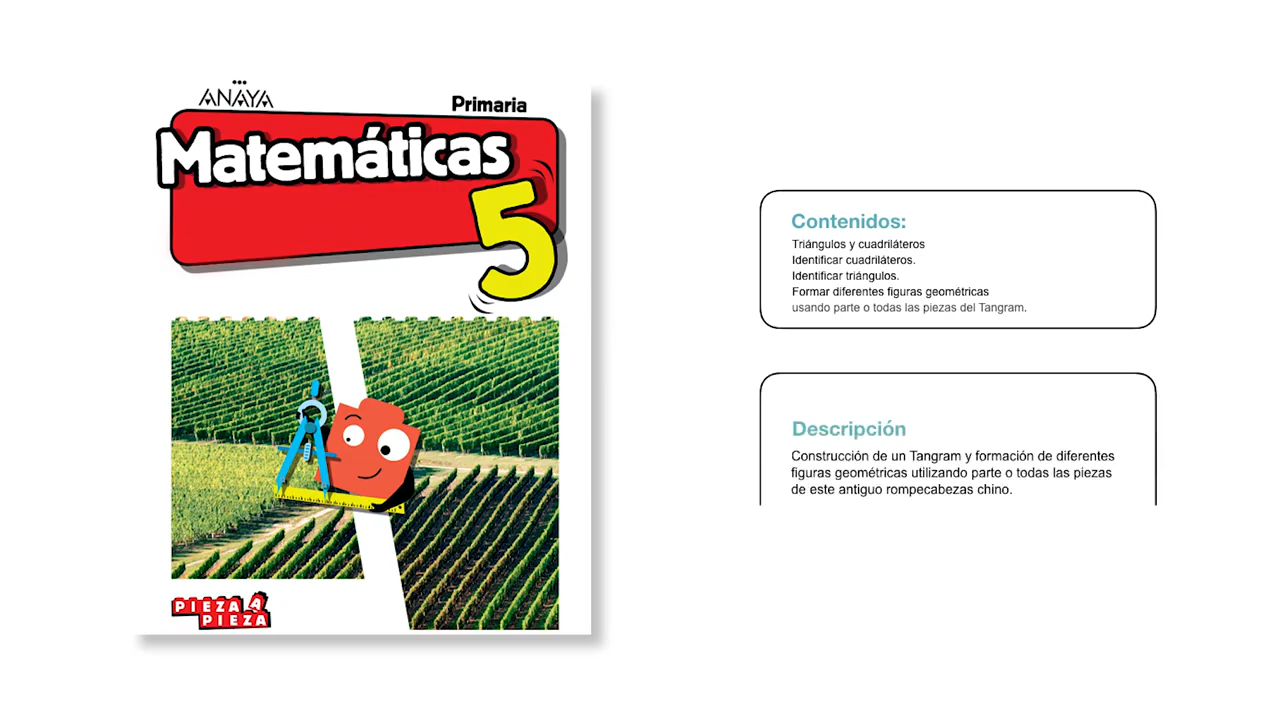 ANAYA
Primaria
Matemáticas
5
PIEZA A
PIEZA
Contenidos:
Triángulos y cuadriláteros
Identificar cuadriláteros.
Identificar triángulos.
Formar diferentes figuras geométricas
usando parte o todas las piezas del Tangram.
Descripción
Construcción de un Tangram y formación de diferentes
figuras geométricas utilizando parte o todas las piezas
de este antiguo rompecabezas chino.